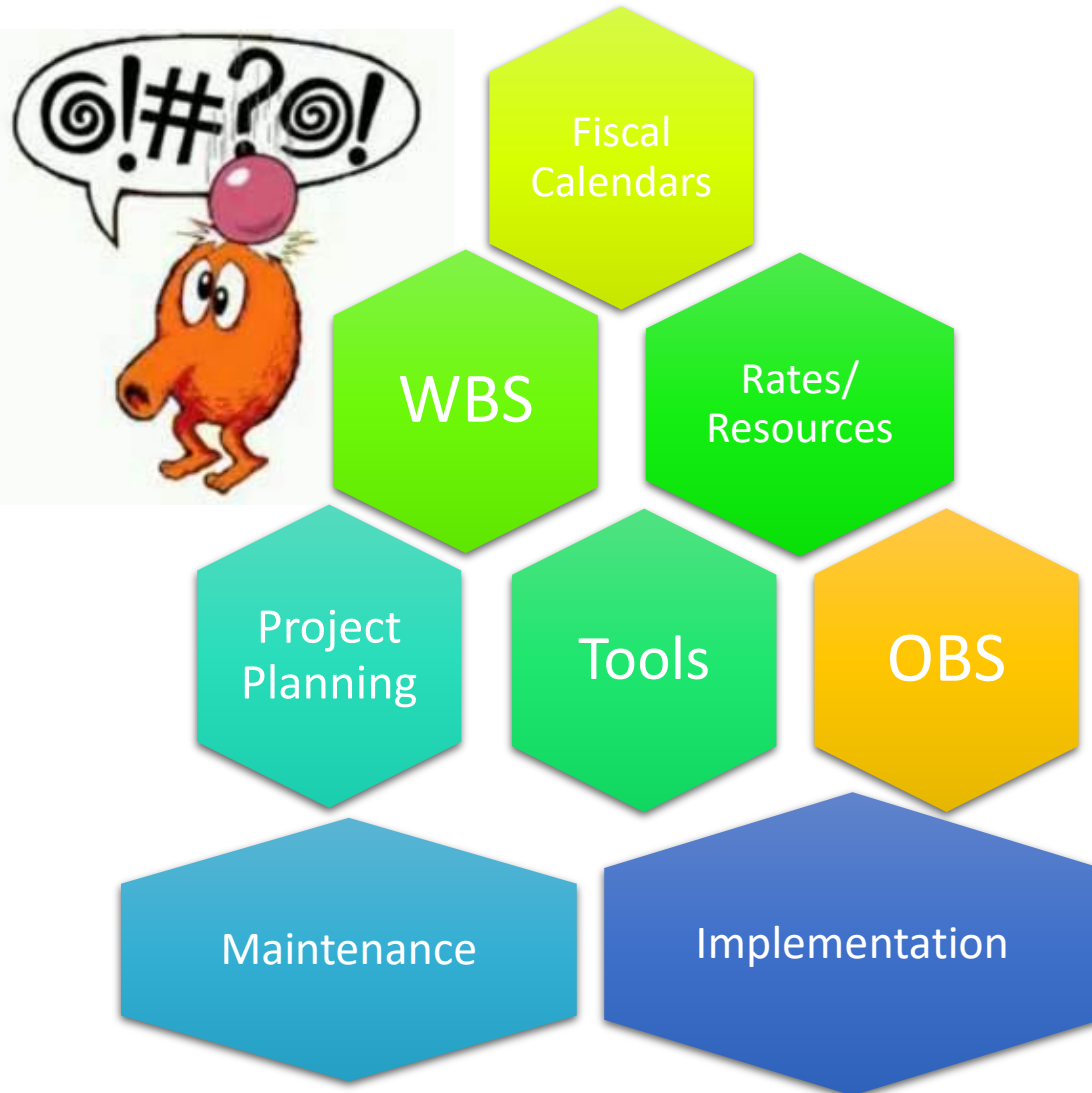 @!#?@!
Fiscal
Calendars
WBS
Rates/
Resources
Project
Planning
Tools
OBS
Maintenance
Implementation